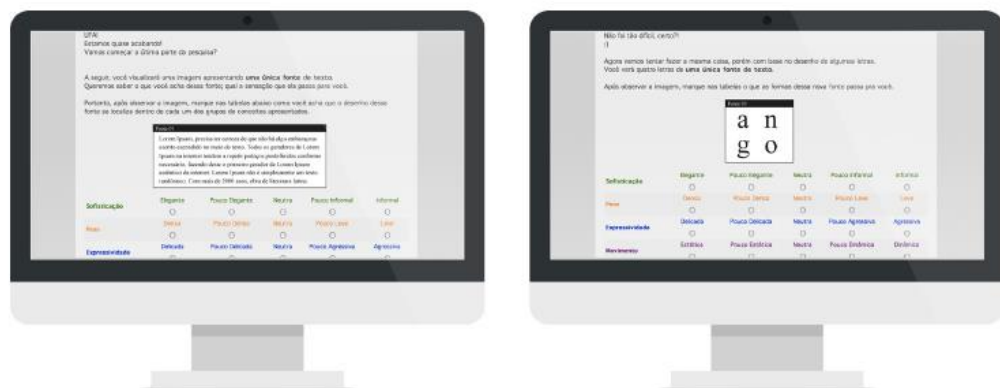 UFA!
Estamos quase acabando!
Vamos começar a última parte da pesquisa?
A seguir, você visualizará uma imagem apresentando uma única fonte de texto.
Queremos saber o que você acha dessa fonte; qual a sensação que ela passa para você.
Portanto, após observar a imagem, marque nas tabelas abaixo como você acha que o desenho dessa
fonte se localiza dentro de cada um dos grupos de conceitos apresentados.
Elegante Pouco Elegante Neutra Pouco Informal Informal
Sofisticação
Densa Pouco Densa Neutra Pouco Leve Leve
Peso
Delicada Pouco Delicada Neutra Pouco Agressiva Agressiva
Expressividade
Não foi tão difícil, certo?!
:)
Agora vamos tentar fazer a mesma coisa, porém com base no desenho de algumas letras.
Você verá quatro letras de uma única fonte de texto.
Após observar a imagem, marque nas tabelas o que as formas dessa nova fonte passa pra você.
a n
g o
Elegante Pouco Elegante Neutra Pouco Informal Informal
Sofisticação
Densa Pouco Densa Neutra Pouco Leve Leve
Peso
Delicada Pouco Delicada Neutra Pouco Agressiva Agressiva
Expressividade
Estática Pouco Estática Neutra Pouco Dinâmica Dinâmica
Movimento